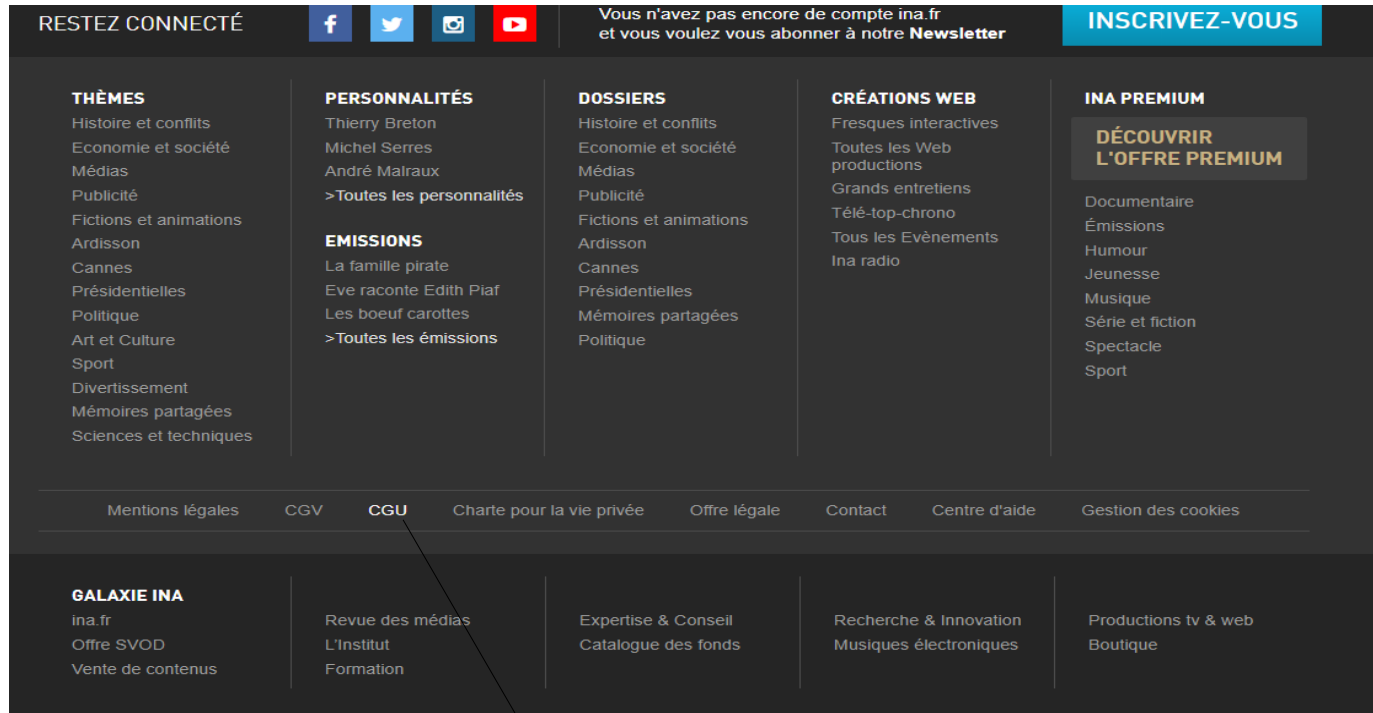 RESTEZ CONNECTÉ
Vous n'avez pas encore de compte ina.fr
et vous voulez vous abonner à notre Newsletter
INSCRIVEZ-VOUS
THÈMES
Histoire et conflits
Economie et société
Médias
Publicité
Fictions et animations
Ardisson
Cannes
Présidentielles
Politique
Art et Culture
Sport
Divertissement
Mémoires partagées
Sciences et techniques
PERSONNALITÉS
Thierry Breton
Michel Serres
André Malraux
>Toutes les personnalités
EMISSIONS
La famille pirate
Eve raconte Edith Piaf
Les boeuf carottes
>Toutes les émissions
DOSSIERS
Histoire et conflits
Economie et société
Médias
Publicité
Fictions et animations
Ardisson
Cannes
Présidentielles
Mémoires partagées
Politique
CRÉATIONS WEB
Fresques interactives
Toutes les Web
productions
Grands entretiens
Télé-top-chrono
Tous les Evènements
Ina radio
INA PREMIUM
DÉCOUVRIR
L'OFFRE PREMIUM
Documentaire
Émissions
Humour
Jeunesse
Musique
Série et fiction
Spectacle
Sport
Mentions légales CGV CGU Charte pour la vie privée Offre légale Contact Centre d'aide Gestion des cookies
GALAXIE INA
ina.fr
Offre SVOD
Vente de contenus
Revue des médias
L'Institut
Formation
Expertise & Conseil
Catalogue des fonds
Recherche & Innovation
Musiques électroniques
Productions tv & web
Boutique